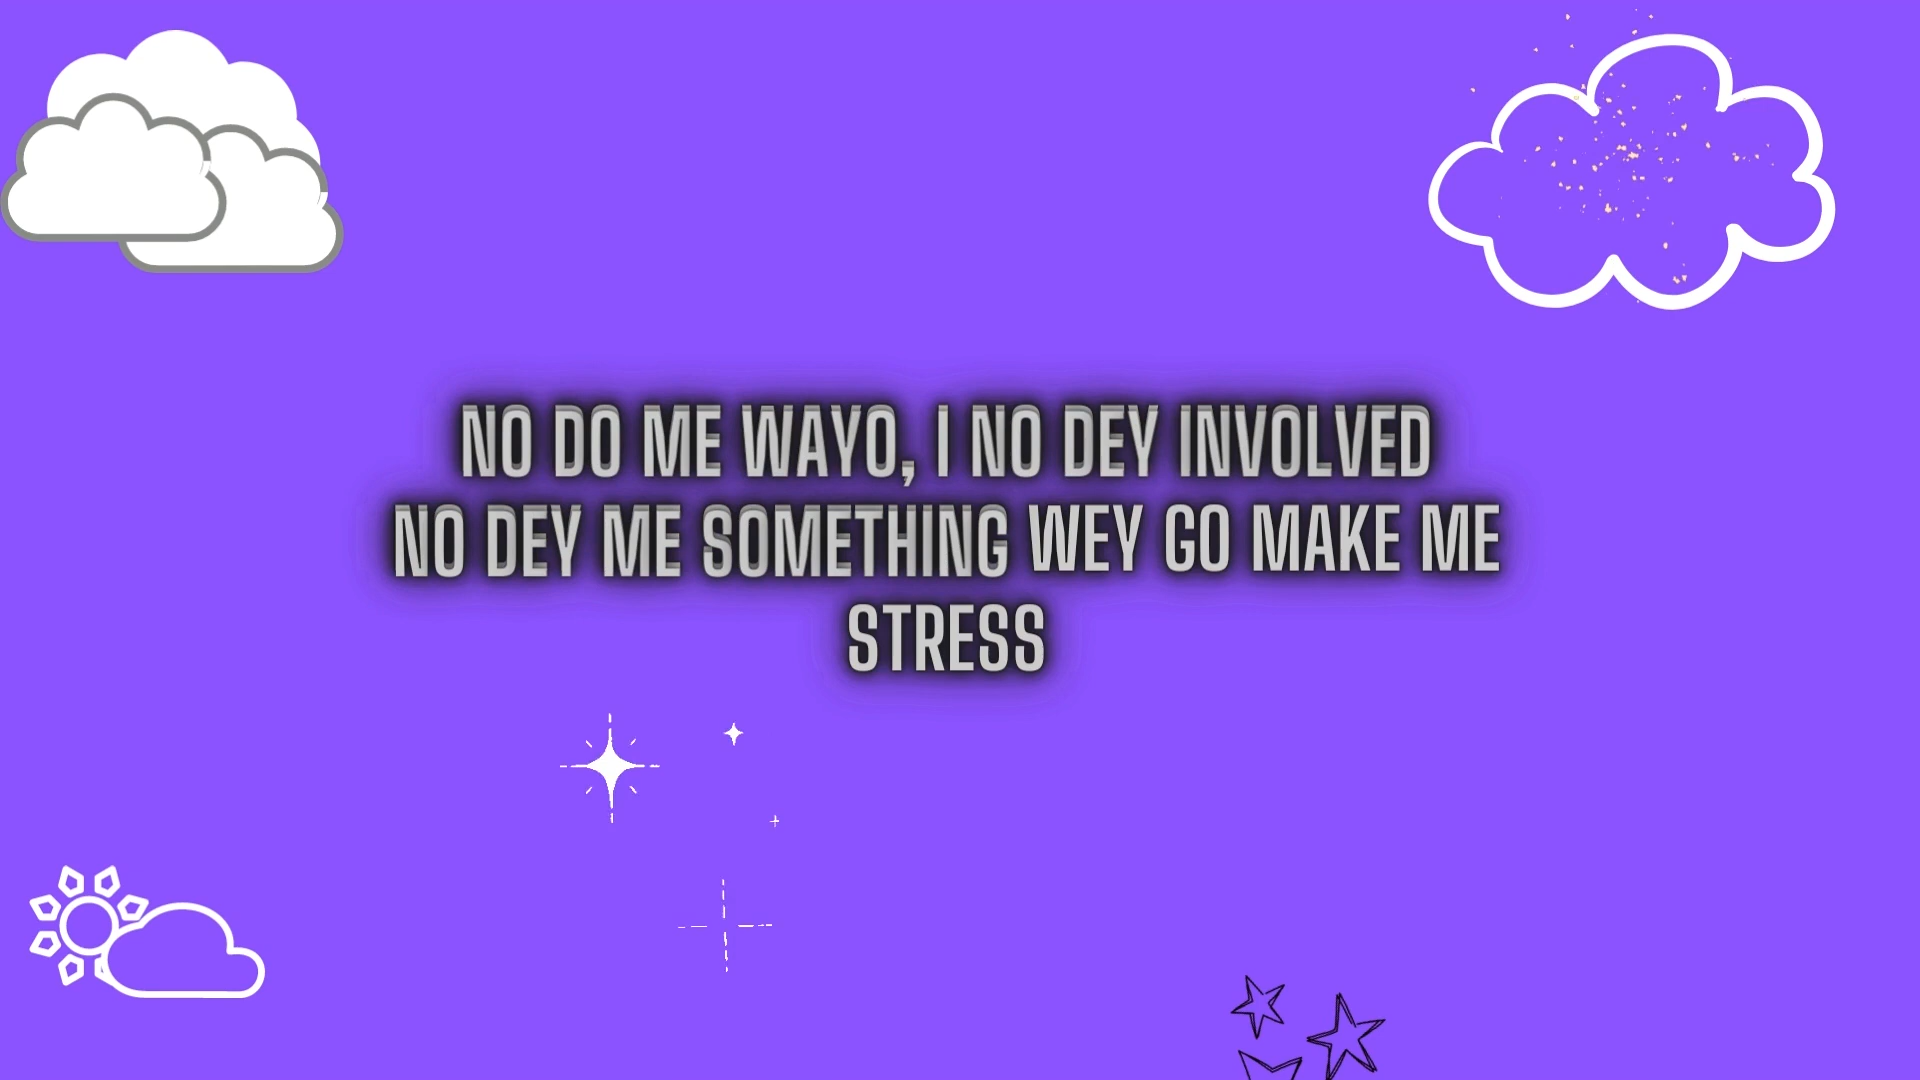 NO DO ME WAYO, I NO DEY INVOLVED
NO DEY ME SOMETHING WEY GO MAKE ME
STRESS